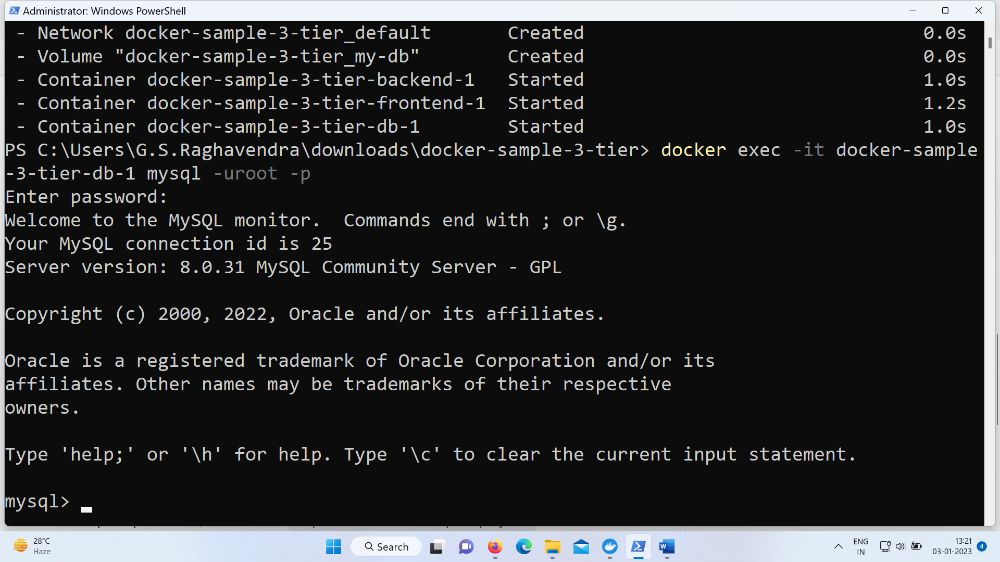 Administrator: Windows PowerShell
- Network docker-sample-3-tier_default Created 0.0s
- Volume "docker-sample-3-tier_my-db" Created 0.0s
- Container docker-sample-3-tier-backend-1 Started 1.0s
- Container docker-sample-3-tier-frontend-1 Started 1.2s
- Container docker-sample-3-tier-db-1 Started 1.0s
PS C:\Users\G.S.Raghavendra\downloads\docker-sample-3-tier> docker exec -it docker-sample
-3-tier-db-1 mysql -uroot -p
Enter password:
Welcome to the MySQL monitor.  Commands end with ; or \g.
Your MySQL connection id is 25
Server version: 8.0.31 MySQL Community Server - GPL
Copyright (c) 2000, 2022, Oracle and/or its affiliates.
Oracle is a registered trademark of Oracle Corporation and/or its
affiliates. Other names may be trademarks of their respective
owners.
Type 'help;' or '\h' for help. Type '\c' to clear the current input statement.
mysql>
28°C
Haze
Search
ENG
IN
13:21
03-01-2023
4